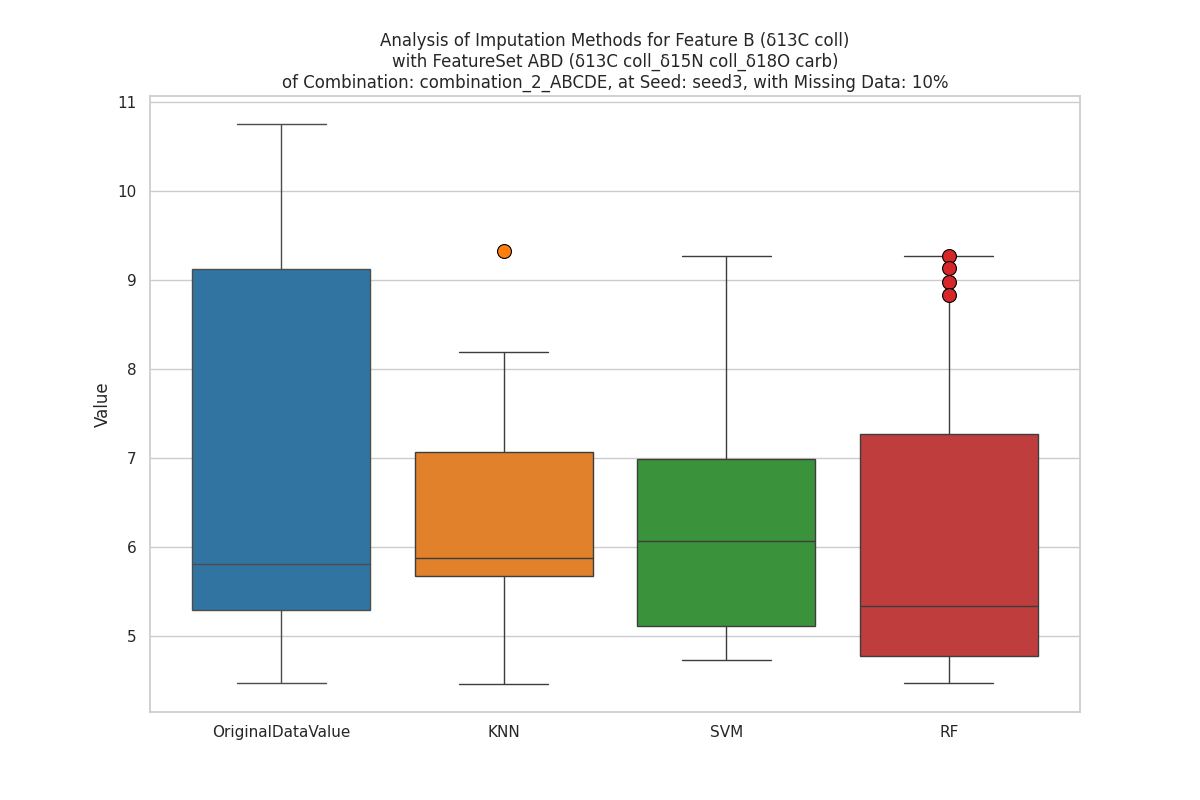 Analysis of Imputation Methods for Feature B (δ13C coll)
with FeatureSet ABD (δ13C coll_δ15N coll_δ18O carb)
of Combination: combination_2_ABCDE, at Seed: seed3, with Missing Data: 10%
11
10
9
8
7
6
5
Value
OriginalDataValue
KNN
SVM
RF